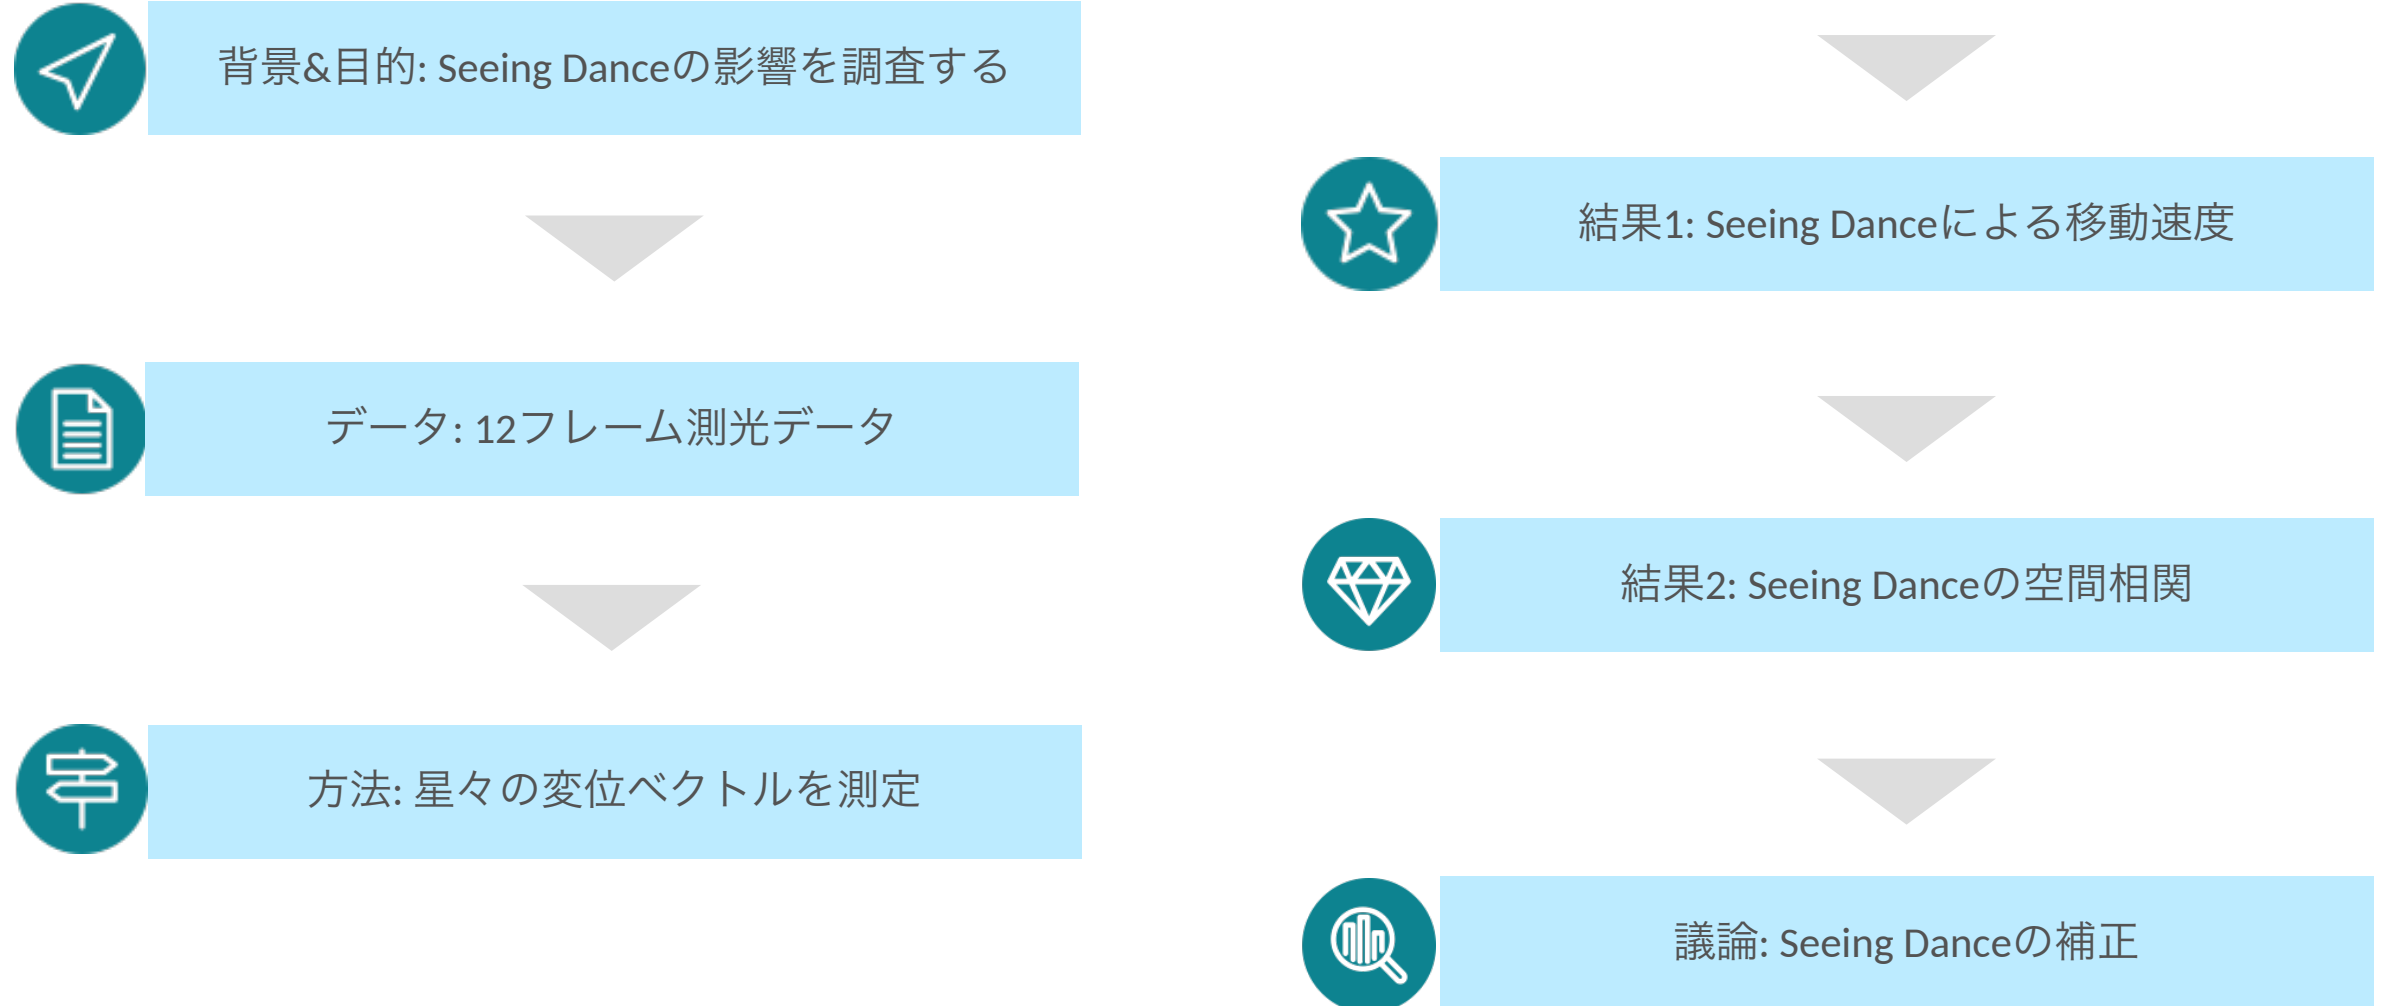 背景&目的: Seeing Danceの影響を調査する
データ: 12フレーム測光データ
方法: 星々の変位ベクトルを測定
結果1: Seeing Danceによる移動速度
結果2: Seeing Danceの空間相関
議論: Seeing Danceの補正